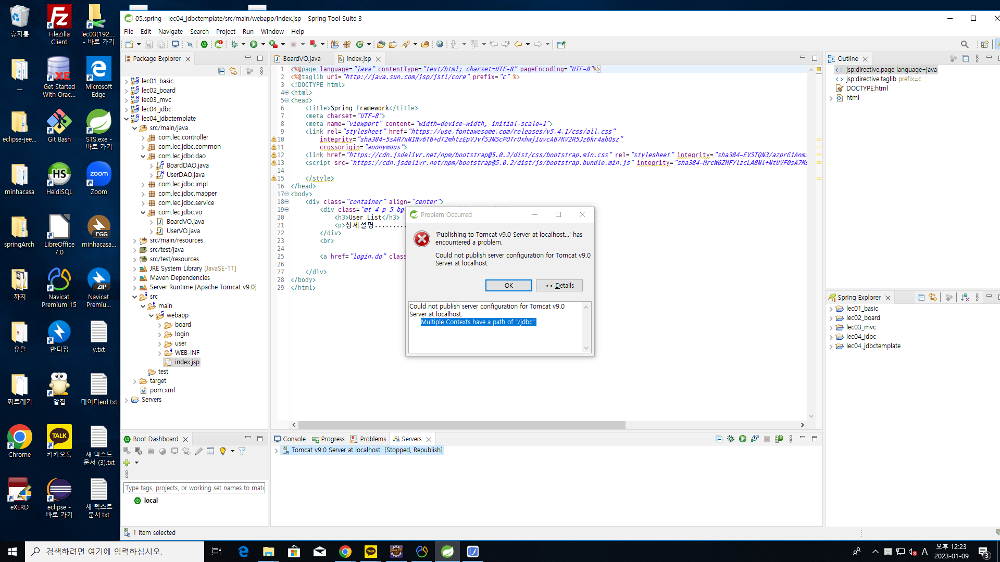 휴지통
FileZilla
Client
lec03(192....
- 바로 가기
ㅡ
Get Started
With Orac...
Microsoft
Edge
eclipse-jee...
Git Bash
STS.exe -
바로 가기
minhacasa
HeidiSQL
Zoom
springArch
LibreOffice
7.0
minhacasa...
까치
Navicat
Premium 15
Navicat
Premiu...
유틸
반디집
y.txt
찌르레기
알집
데이터erd.txt
Chrome
카카오톡
새 텍스트
문서 (3).txt
eXERD
eclipse -
바로 가기
새 텍스트
문서.txt
05.spring - lec04_jdbctemplate/src/main/webapp/index.jsp - Spring Tool Suite 3
File Edit Navigate Search Project Run Window Help
Package Explorer
lec01_basic
lec02_board
lec03_mvc
lec04_jdbc
lec04_jdbctemplate
src/main/java
com.lec.controller
com.lec.jdbc.common
com.lec.jdbc.dao
BoardDAO.java
UserDAO.java
com.lec.jdbc.impl
com.lec.jdbc.mapper
com.lec.jdbc.service
com.lec.jdbc.vo
BoardVO.java
UserVO.java
src/main/resources
src/test/java
src/test/resources
JRE System Library [JavaSE-11]
Maven Dependencies
Server Runtime [Apache Tomcat v9.0]
src
main
webapp
board
login
user
WEB-INF
index.jsp
test
target
pom.xml
Servers
BoardVO.java index.jsp
1 <%@page language="java" contentType="text/html; charset=UTF-8" pageEncoding="UTF-8"%>
2 <%@taglib uri="http://java.sun.com/jsp/jstl/core" prefix="c" %>
3 <!DOCTYPE html>
4 <html>
5 <head>
6 <title>Spring Framework</title>
7 <meta charset="UTF-8">
8 <meta name="viewport" content="width=device-width, initial-scale=1">
9 <link rel="stylesheet" href="https://use.fontawesome.com/releases/v5.4.1/css/all.css"
10 integrity="sha384-5sAR7xN1Nv6T6+dT2mhtzEpVJvfS3NScPQTrOxhwjIuvcA67KV2R5Jz6kr4abQsz"
11 crossorigin="anonymous">
12 <link href="https://cdn.jsdelivr.net/npm/bootstrap@5.0.2/dist/css/bootstrap.min.css" rel="stylesheet" integrity="sha384-EVSTQN3/azprG1Anm
13 <script src="https://cdn.jsdelivr.net/npm/bootstrap@5.0.2/dist/js/bootstrap.bundle.min.js" integrity="sha384-MrcW6ZMFYlzcLA8Nl+NtUVF0sA7Ms
14
15 </style>
16 </head>
17 <body>
18 <div class="container" align="center">
19 <div class="mt-4 p-5 bg-
20 <h3>User List</h3>
21 <p>상세설명..........
22 </div>
23 <br>
24
25 <a href="login.do" clas
26
27 </div>
28 </body>
29 </html>
Problem Occurred
'Publishing to Tomcat v9.0 Server at localhost...' has
encountered a problem.
Could not publish server configuration for Tomcat v9.0
Server at localhost.
OK
<< Details
Could not publish server configuration for Tomcat v9.0
Server at localhost.
Multiple Contexts have a path of "/jdbc".
Outline
jsp:directive.page language=java
jsp:directive.taglib prefix=c
DOCTYPE:html
html
Spring Explorer
lec01_basic
lec02_board
lec03_mvc
lec04_jdbc
lec04_jdbctemplate
Boot Dashboard
Type tags, projects, or working set names to mat
local
Console Progress Problems Servers
Tomcat v9.0 Server at localhost [Stopped, Republish]
1 item selected
검색하려면 여기에 입력하십시오.
A
오후 12:23
2023-01-09
3